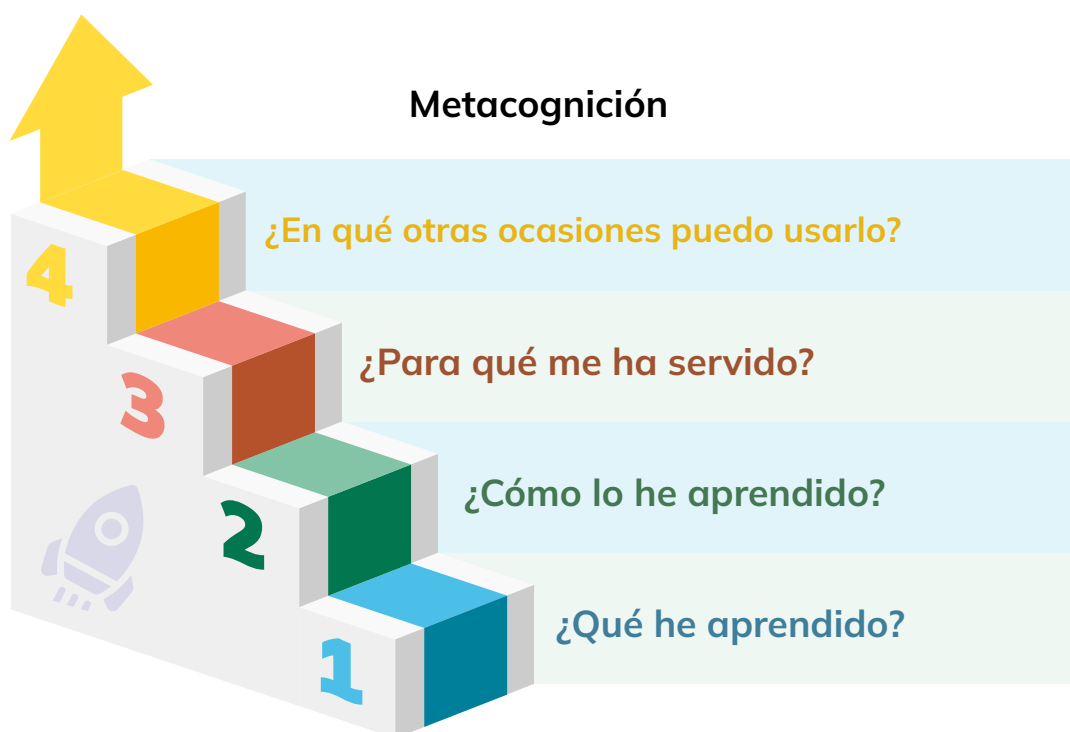 Metacognición
4
¿En qué otras ocasiones puedo usarlo?
3
¿Para qué me ha servido?
2
¿Cómo lo he aprendido?
1
¿Qué he aprendido?